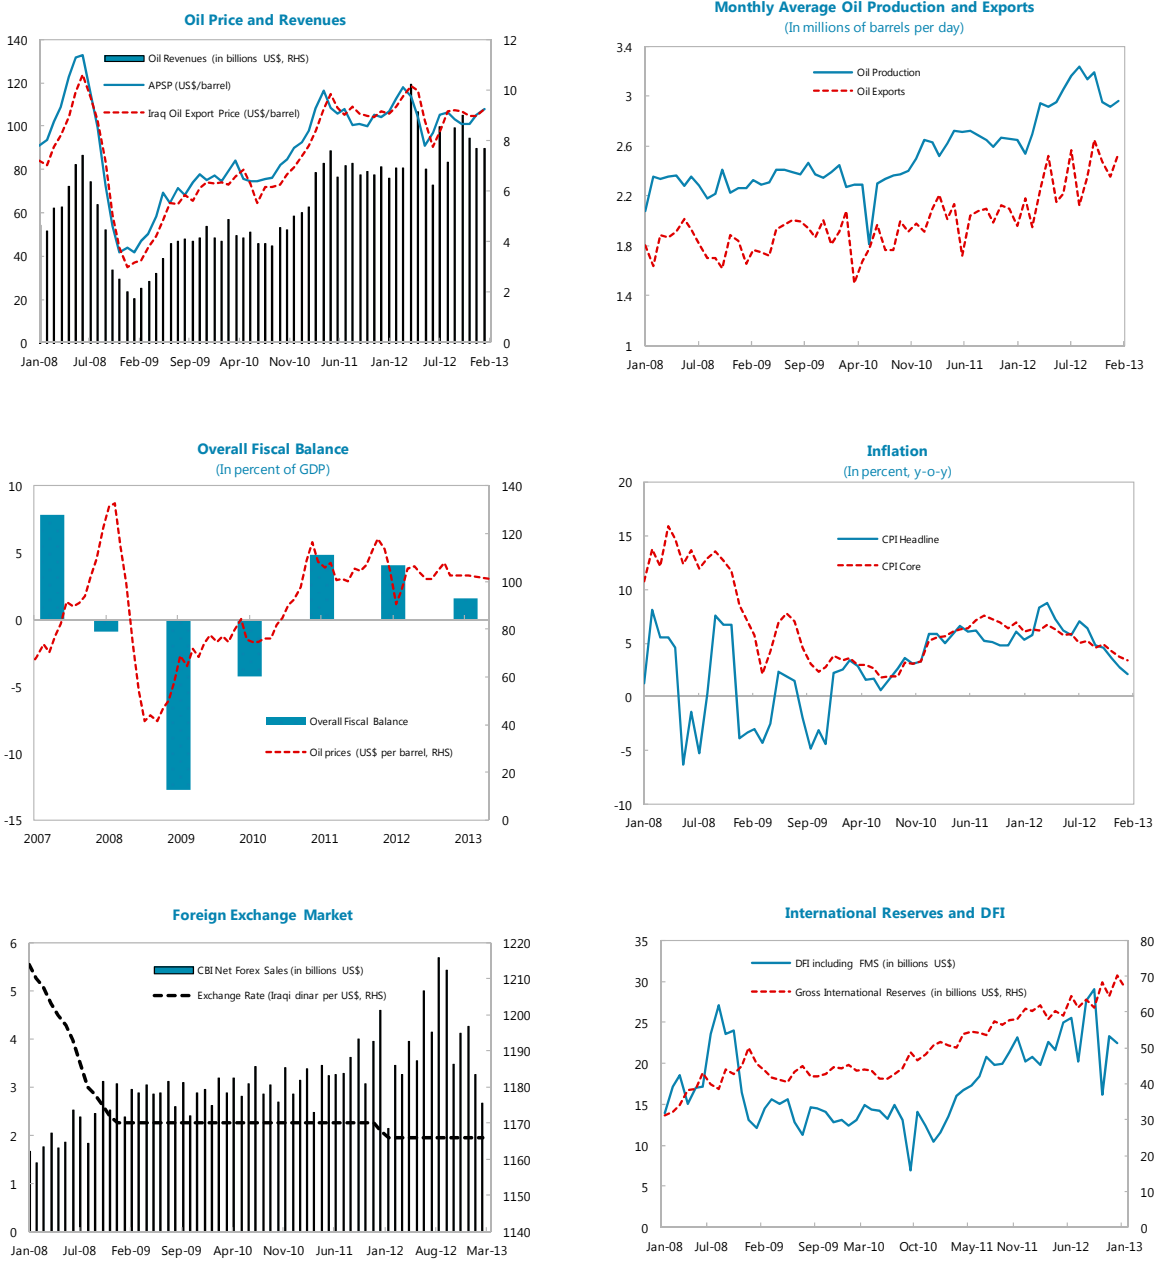 Oil Price and Revenues
140
120
100
80
60
40
20
0
12
10
8
6
4
2
0
Oil Revenues (in billions US$, RHS)
APSP (US$/barrel)
Iraq Oil Export Price (US$/barrel)
Jan-08 Jul-08 Feb-09 Sep-09 Apr-10 Nov-10 Jun-11 Jan-12 Jul-12 Feb-13
Monthly Average Oil Production and Exports
(In millions of barrels per day)
3.4
3
2.6
2.2
1.8
1.4
1
Oil Production
Oil Exports
Jan-08 Jul-08 Feb-09 Sep-09 Apr-10 Nov-10 Jun-11 Jan-12 Jul-12 Feb-13
Overall Fiscal Balance
(In percent of GDP)
10
5
0
-5
-10
-15
140
120
100
80
60
40
20
0
Overall Fiscal Balance
Oil prices (US$ per barrel, RHS)
2007 2008 2009 2010 2011 2012 2013
Inflation
(In percent, y-o-y)
20
15
10
5
0
-5
-10
CPI Headline
CPI Core
Jan-08 Jul-08 Feb-09 Sep-09 Apr-10 Nov-10 Jun-11 Jan-12 Jul-12 Feb-13
Foreign Exchange Market
6
5
4
3
2
1
0
1220
1210
1200
1190
1180
1170
1160
1150
1140
CBI Net Forex Sales (in billions US$)
Exchange Rate (Iraqi dinar per US$, RHS)
Jan-08 Jul-08 Feb-09 Sep-09 Apr-10 Nov-10 Jun-11 Jan-12 Aug-12 Mar-13
International Reserves and DFI
35
30
25
20
15
10
5
0
80
70
60
50
40
30
20
10
0
DFI including FMS (in billions US$)
Gross International Reserves (in billions US$, RHS)
Jan-08 Jul-08 Feb-09 Sep-09 Mar-10 Oct-10 May-11 Nov-11 Jun-12 Jan-13